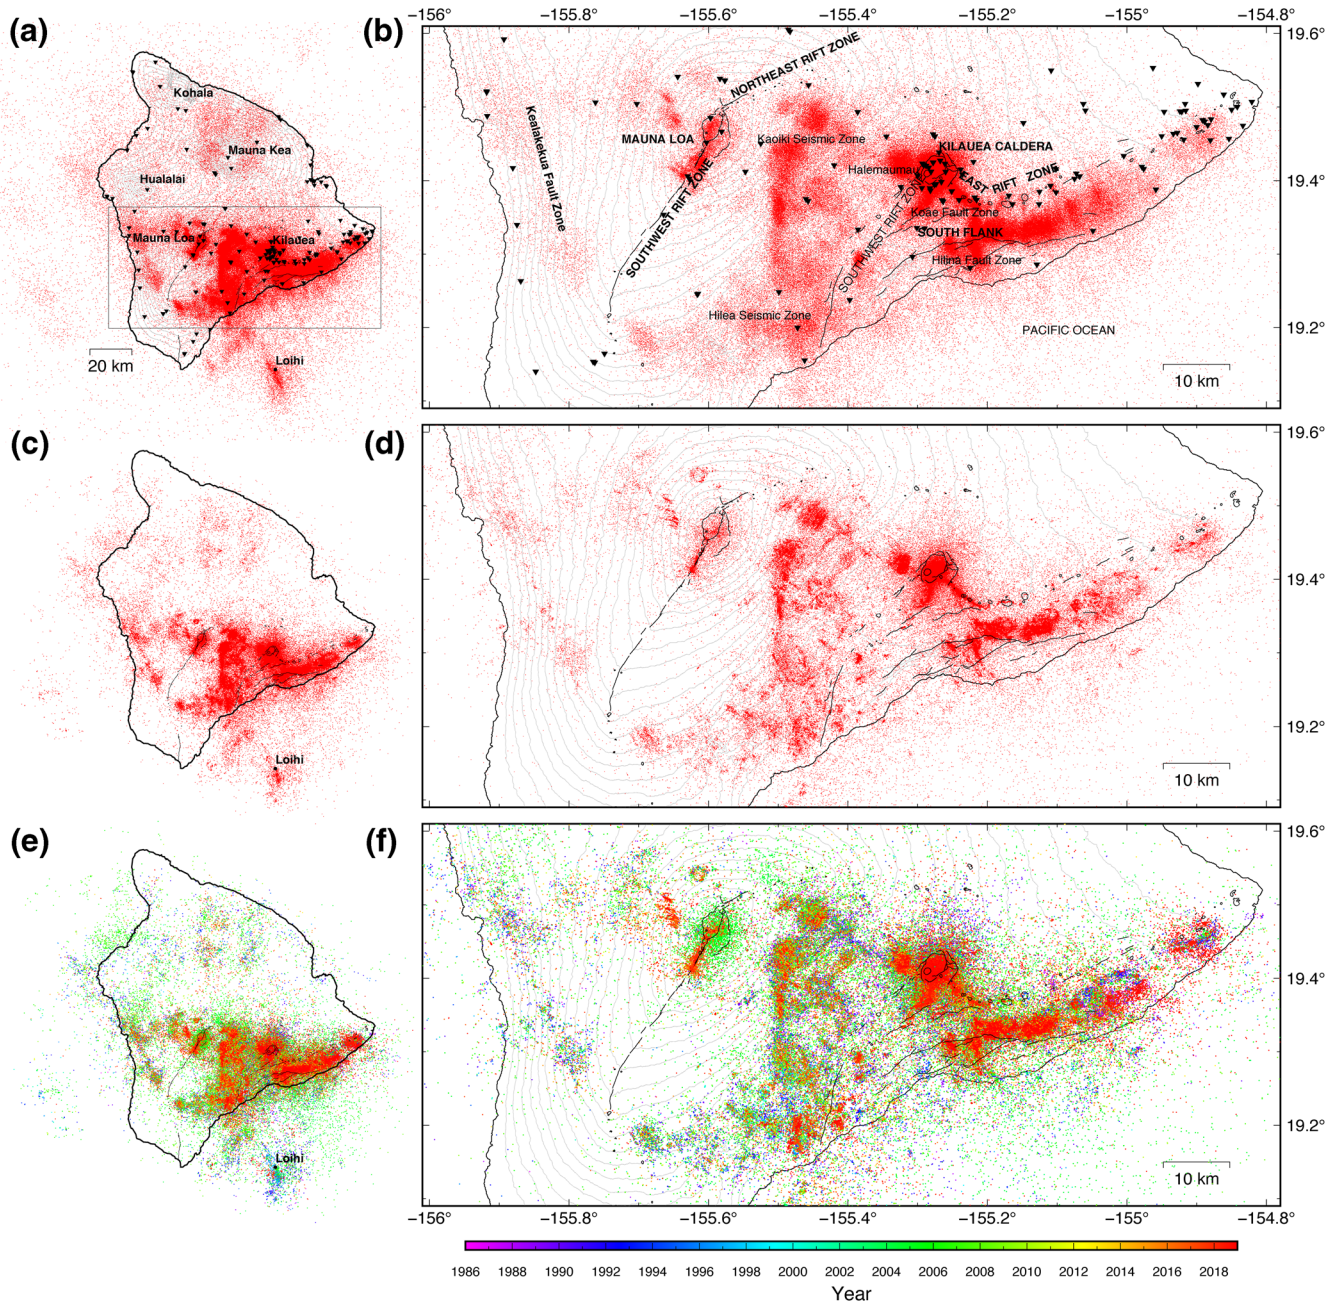 (a)
Kohala
Mauna Kea
Hualalai
Mauna Loa
Kilauea
20 km
Loihi
(b)
−156°
−155.8°
−155.6°
−155.4°
−155.2°
−155°
−154.8°
19.6°
19.4°
19.2°
NORTHEAST RIFT ZONE
Kealakekua Fault Zone
MAUNA LOA
Kaoiki Seismic Zone
KILAUEA CALDERA
Halemaumau
EAST RIFT ZONE
SOUTHWEST RIFT ZONE
SOUTHWEST RIFT ZONE
Koae Fault Zone
SOUTH FLANK
Hilina Fault Zone
Hilea Seismic Zone
PACIFIC OCEAN
10 km
(c)
Loihi
(d)
19.6°
19.4°
19.2°
10 km
(e)
Loihi
(f)
19.6°
19.4°
19.2°
10 km
−156°
−155.8°
−155.6°
−155.4°
−155.2°
−155°
−154.8°
1986 1988 1990 1992 1994 1996 1998 2000 2002 2004 2006 2008 2010 2012 2014 2016 2018
Year